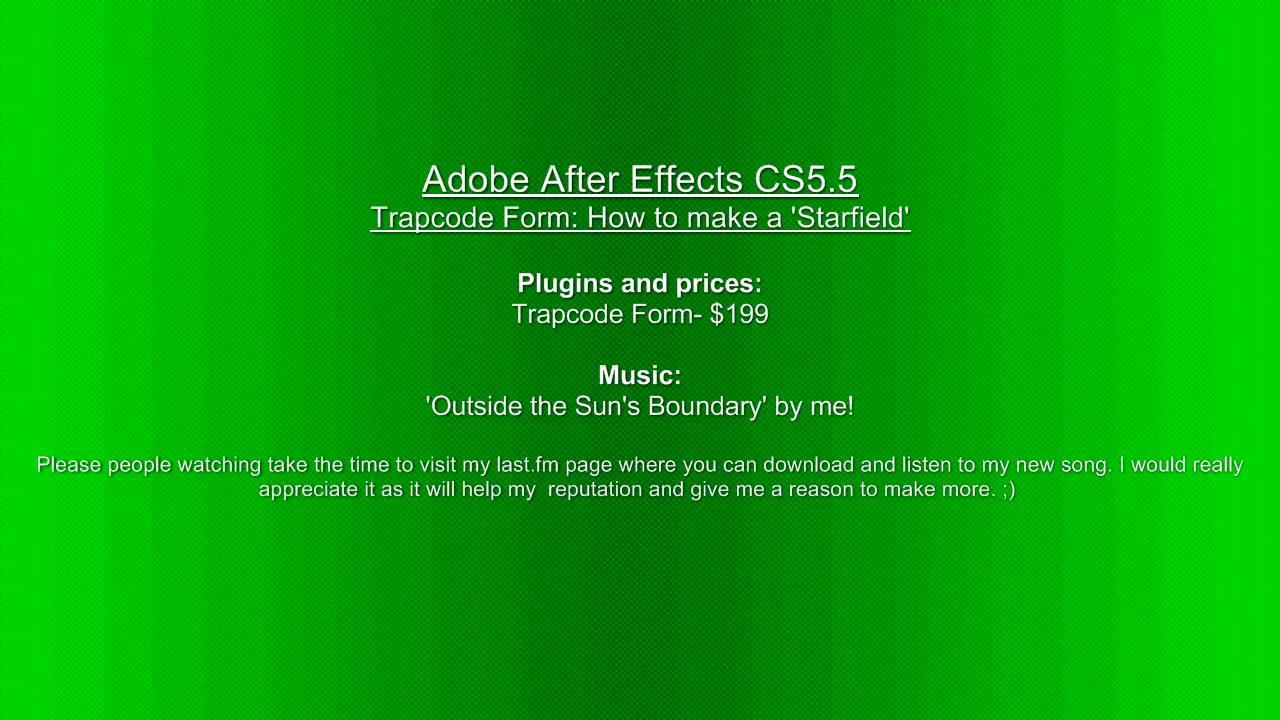 Adobe After Effects CS5.5
Trapcode Form: How to make a 'Starfield'
Plugins and prices:
Trapcode Form- $199
Music:
'Outside the Sun's Boundary' by me!
Please people watching take the time to visit my last.fm page where you can download and listen to my new song. I would really
appreciate it as it will help my  reputation and give me a reason to make more. ;)